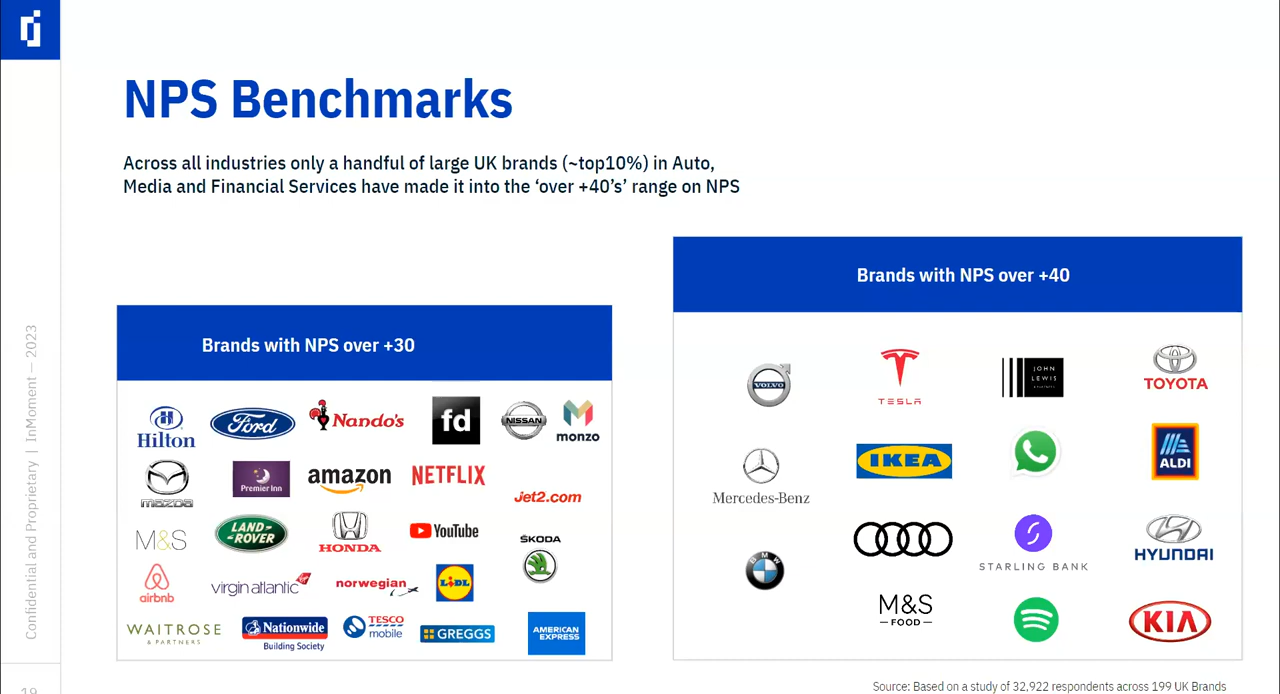 NPS Benchmarks
Across all industries only a handful of large UK brands (~top10%) in Auto,
Media and Financial Services have made it into the ‘over +40’s’ range on NPS
Brands with NPS over +30
Hilton
Ford
Nando's
fd
NISSAN
monzo
mazda
Premier Inn
amazon
NETFLIX
Jet2.com
M&S
LAND-
ROVER
HONDA
YouTube
ŠKODA
airbnb
virgin atlantic
norwegian
LIDL
WAITROSE
& PARTNERS
Nationwide
Building Society
TESCO
mobile
GREGGS
AMERICAN
EXPRESS
Brands with NPS over +40
VOLVO
TESLA
JOHN
LEWIS
& PARTNERS
TOYOTA
Mercedes-Benz
IKEA
ALDI
BMW
STARLING BANK
HYUNDAI
M&S
—FOOD—
KIA
Source: Based on a study of 32,922 respondents across 199 UK Brands
Confidential and Proprietary | InMoment — 2023
19